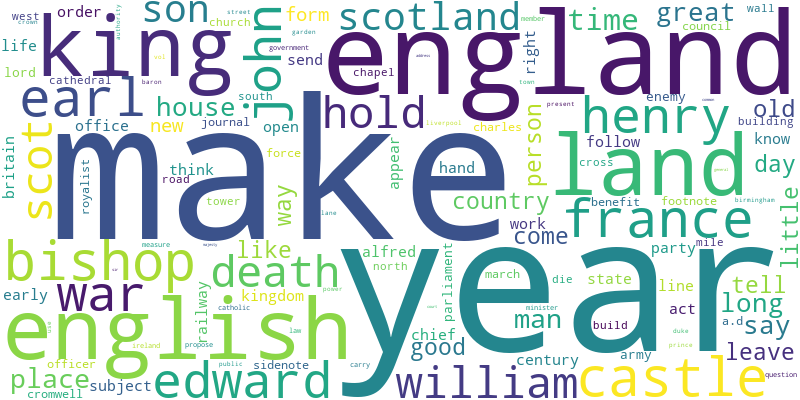 west order son scotland form time great wall
crown authority street church member council
king john england
life lord cathedral baron government send chapel right
earl house south hold henry enemy old
scot office new journal open charles liverpool person present town building
britain royalist road think force appear hand follow know
make land day
tower way lane country cross benefit footnote birmingham
bishop like alfred work come france party mile little
measure death north parliament march die state line tell
early war railway kingdom power year act long
english catholic chief man build a.d say
ireland propose good minister century army duke prince leave
officer sidenote public carry question
place subject edward william castle
cromwell